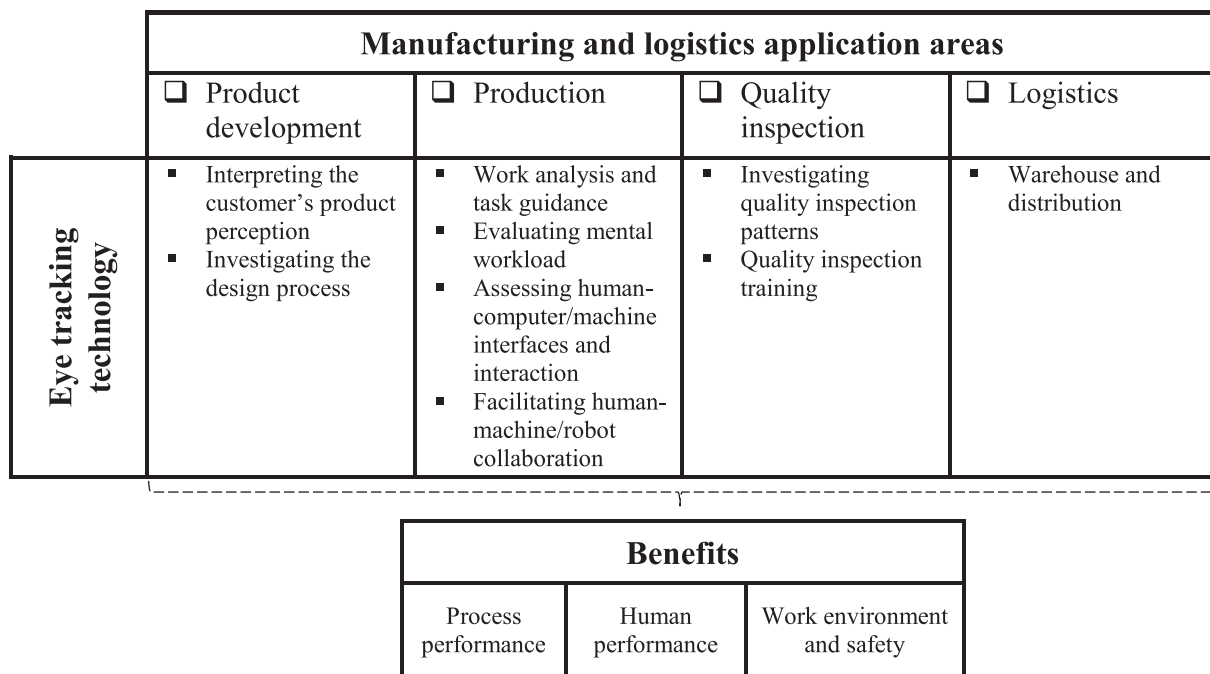 Manufacturing and logistics application areas
❑ Product
development
❑ Production
❑ Quality
inspection
❑ Logistics
Eye tracking
technology
▪ Interpreting the
customer’s product
perception
▪ Investigating the
design process
▪ Work analysis and
task guidance
▪ Evaluating mental
workload
▪ Assessing human-
computer/machine
interfaces and
interaction
▪ Facilitating human-
machine/robot
collaboration
▪ Investigating
quality inspection
patterns
▪ Quality inspection
training
▪ Warehouse and
distribution
Benefits
Process
performance
Human
performance
Work environment
and safety